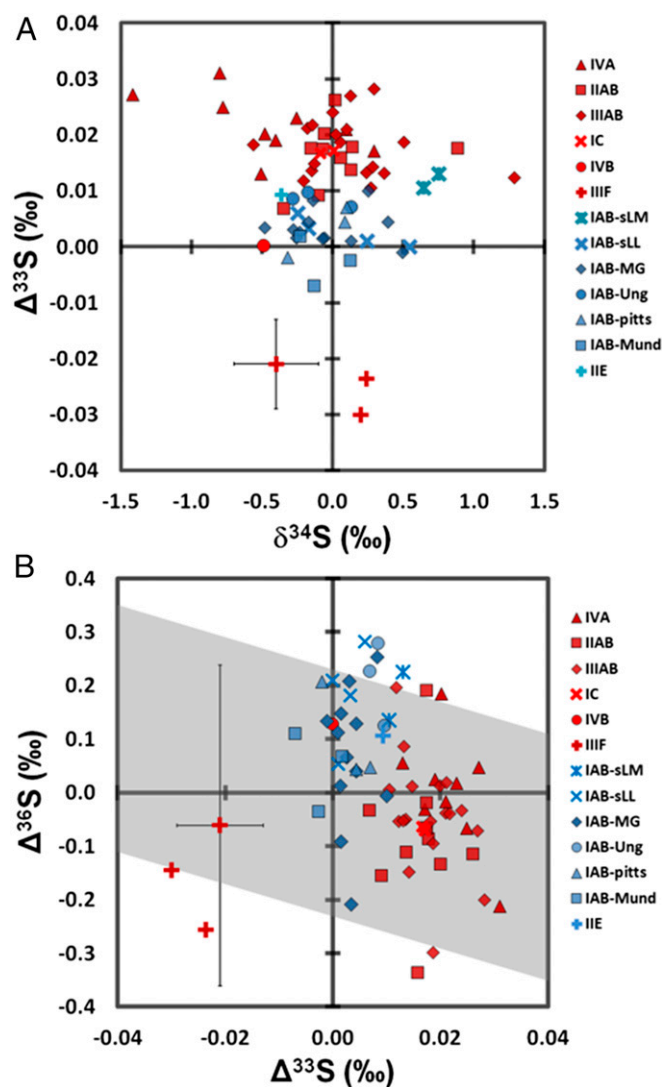 A
0.04
0.03
0.02
0.01
0.00
-0.01
-0.02
-0.03
-0.04
Δ³³S (‰)
-1.5 -1.0 -0.5 0.0 0.5 1.0 1.5
δ³⁴S (‰)
IVA
IIAB
IIIAB
IC
IVB
IIIF
IAB-sLM
IAB-sLL
IAB-MG
IAB-Ung
IAB-pitts
IAB-Mund
IIE
B
0.4
0.3
0.2
0.1
0.0
-0.1
-0.2
-0.3
-0.4
Δ³⁶S (‰)
-0.04 -0.02 0.00 0.02 0.04
Δ³³S (‰)
IVA
IIAB
IIIAB
IC
IVB
IIIF
IAB-sLM
IAB-sLL
IAB-MG
IAB-Ung
IAB-pitts
IAB-Mund
IIE